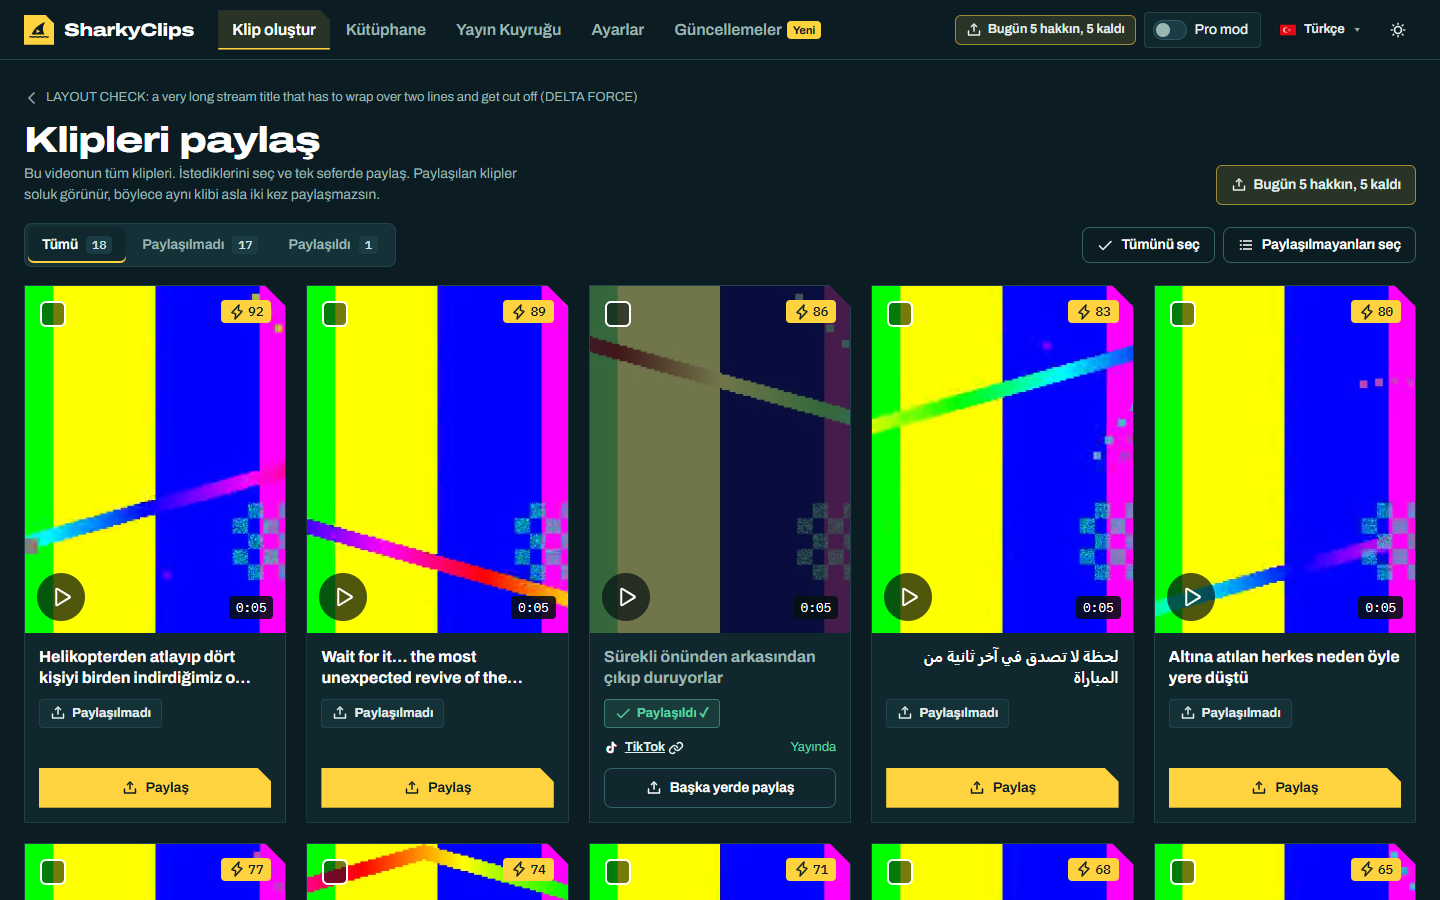 SharkyClips
Klip oluştur
Kütüphane
Yayın Kuyruğu
Ayarlar
Güncellemeler Yeni
Bugün 5 hakkın, 5 kaldı
Pro mod
Türkçe
LAYOUT CHECK: a very long stream title that has to wrap over two lines and get cut off (DELTA FORCE)
Klipleri paylaş
Bu videonun tüm klipleri. İstediklerini seç ve tek seferde paylaş. Paylaşılan klipler
soluk görünür, böylece aynı klibi asla iki kez paylaşmazsın.
Bugün 5 hakkın, 5 kaldı
Tümü 18
Paylaşılmadı 17
Paylaşıldı 1
Tümünü seç
Paylaşılmayanları seç
92
0:05
Helikopterden atlayıp dört
kişiyi birden indirdiğimiz o...
Paylaşılmadı
Paylaş
89
0:05
Wait for it... the most
unexpected revive of the...
Paylaşılmadı
Paylaş
86
0:05
Sürekli önünden arkasından
çıkıp duruyorlar
Paylaşıldı ✓
TikTok
Yayında
Başka yerde paylaş
83
0:05
لحظة لا تصدق في آخر ثانية من
المباراة
Paylaşılmadı
Paylaş
80
0:05
Altına atılan herkes neden öyle
yere düştü
Paylaşılmadı
Paylaş
77
74
71
68
65